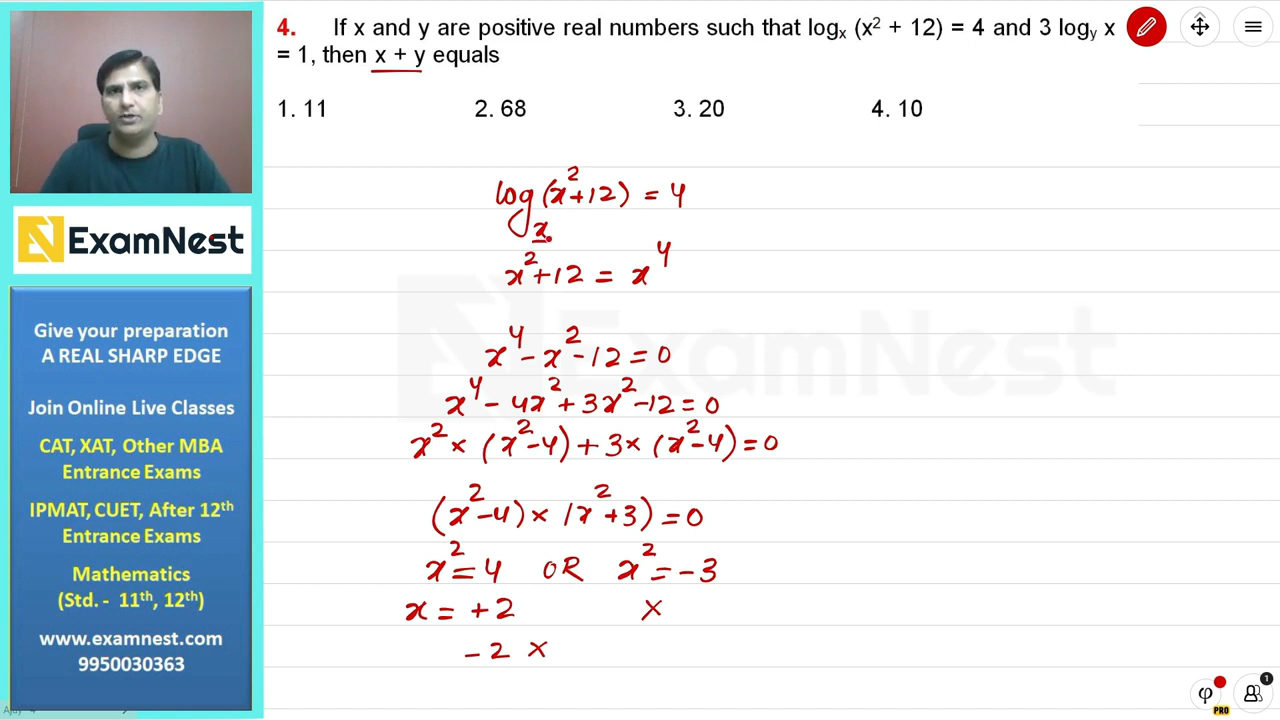 4. If x and y are positive real numbers such that logₓ (x² + 12) = 4 and 3 logᵧ x
= 1, then x + y equals
1. 11 2. 68 3. 20 4. 10
log_x (x² + 12) = 4
x² + 12 = x⁴
x⁴ - x² - 12 = 0
x⁴ - 4x² + 3x² - 12 = 0
x² × (x² - 4) + 3 × (x² - 4) = 0
(x² - 4) × (x² + 3) = 0
x² = 4 OR x² = -3
x = +2 ×
-2 ×
ExamNest
Give your preparation
A REAL SHARP EDGE
Join Online Live Classes
CAT, XAT, Other MBA
Entrance Exams
IPMAT, CUET, After 12th
Entrance Exams
Mathematics
(Std. - 11th, 12th)
www.examnest.com
9950030363
ExamNest
φ PRO
1